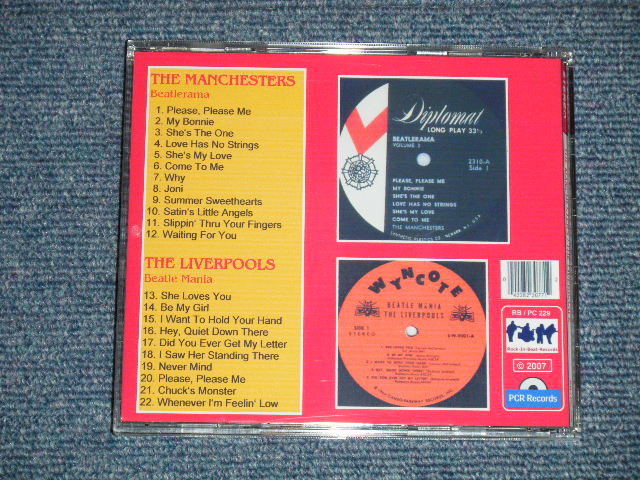 THE MANCHESTERS
Beatlerama
1. Please, Please Me
2. My Bonnie
3. She's The One
4. Love Has No Strings
5. She's My Love
6. Come To Me
7. Why
8. Joni
9. Summer Sweethearts
10. Satin's Little Angels
11. Slippin' Thru Your Fingers
12. Waiting For You
THE LIVERPOOLS
Beatle Mania
13. She Loves You
14. Be My Girl
15. I Want To Hold Your Hand
16. Hey, Quiet Down There
17. Did You Ever Get My Letter
18. I Saw Her Standing There
19. Never Mind
20. Please, Please Me
21. Chuck's Monster
22. Whenever I'm Feelin' Low
Diplomat
LONG PLAY 33⅓
BEATLERAMA
VOLUME 2
2310-A
Side 1
PLEASE, PLEASE ME
MY BONNIE
SHE'S THE ONE
LOVE HAS NO STRINGS
SHE'S MY LOVE
COME TO ME
THE MANCHESTERS
SYNTHETIC PLASTICS CO., NEWARK, N.J., U.S.A.
WYNCOTE
BEATLE MANIA
THE LIVERPOOLS
SIDE 1
STEREO
SW-9001-A
RB / PC 229
Rock-In-Beat-Records
© 2007
PCR Records